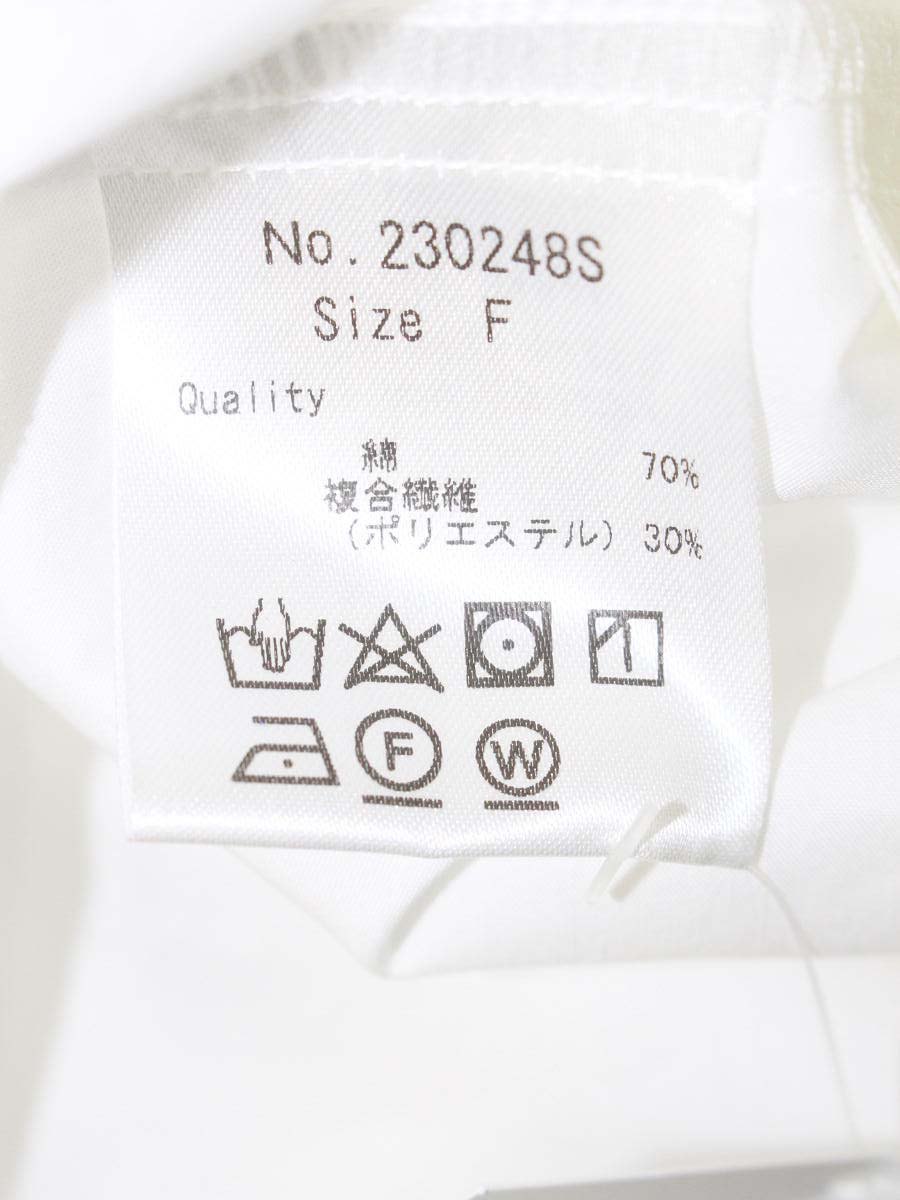 No. 230248S
Size F
Quality
綿 70%
複合繊維
(ポリエステル) 30%
F W